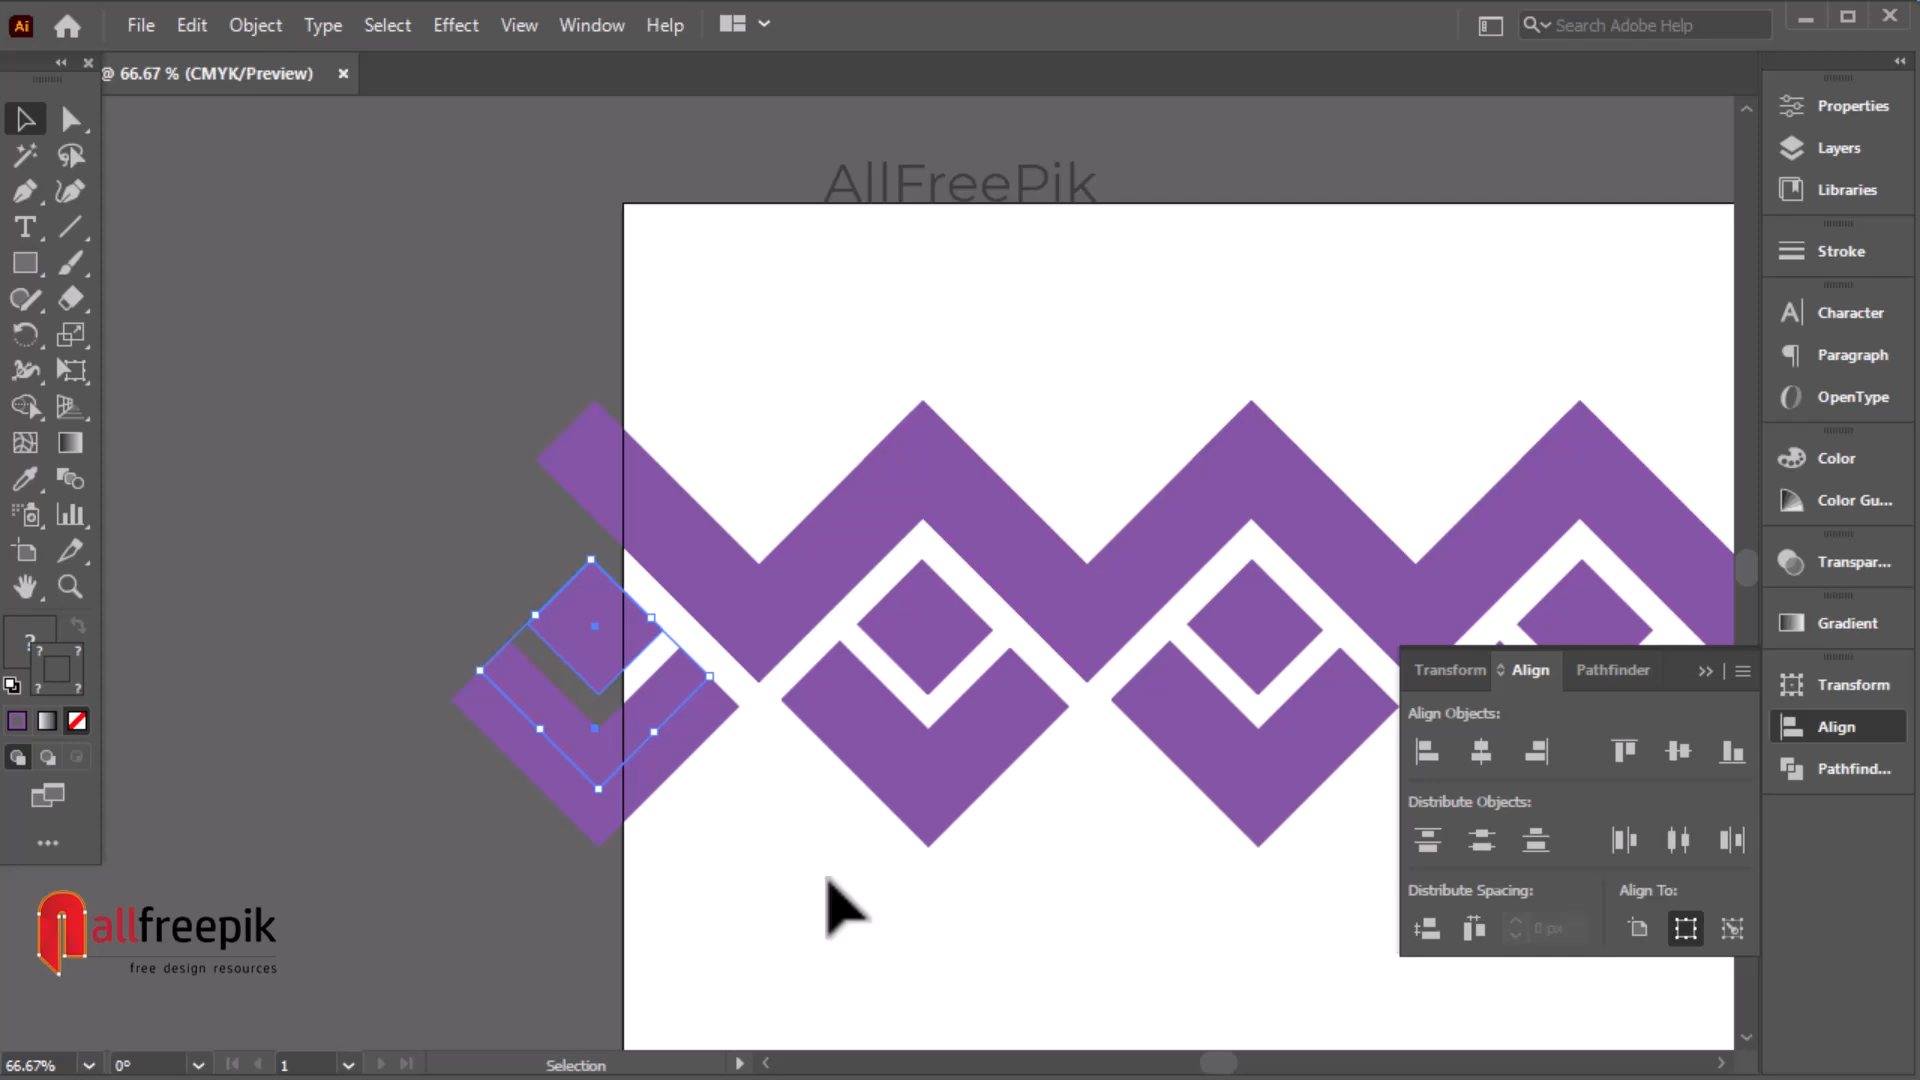 Ai File Edit Object Type Select Effect View Window Help Search Adobe Help
@ 66.67 % (CMYK/Preview) ×
Properties
Layers
Libraries
Stroke
Character
Paragraph
OpenType
Color
Color Gu...
Transpar...
Gradient
Transform
Align
Pathfind...
AllFreePik
Transform Align Pathfinder
Align Objects:
Distribute Objects:
Distribute Spacing: Align To:
0 px
? ? ?
? ?
allfreepik
free design resources
66.67% 0° 1 Selection